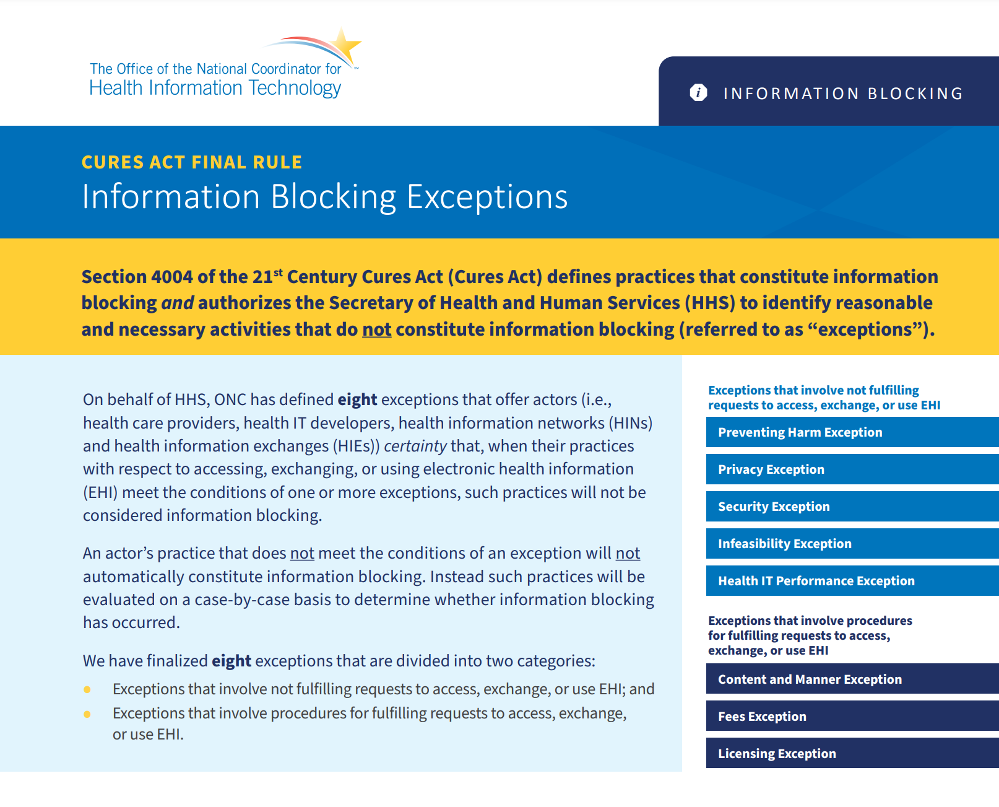 The Office of the National Coordinator for
Health Information Technology
SM
i INFORMATION BLOCKING
CURES ACT FINAL RULE
Information Blocking Exceptions
Section 4004 of the 21st Century Cures Act (Cures Act) defines practices that constitute information
blocking and authorizes the Secretary of Health and Human Services (HHS) to identify reasonable
and necessary activities that do not constitute information blocking (referred to as “exceptions”).
On behalf of HHS, ONC has defined eight exceptions that offer actors (i.e.,
health care providers, health IT developers, health information networks (HINs)
and health information exchanges (HIEs)) certainty that, when their practices
with respect to accessing, exchanging, or using electronic health information
(EHI) meet the conditions of one or more exceptions, such practices will not be
considered information blocking.
An actor’s practice that does not meet the conditions of an exception will not
automatically constitute information blocking. Instead such practices will be
evaluated on a case-by-case basis to determine whether information blocking
has occurred.
We have finalized eight exceptions that are divided into two categories:
● Exceptions that involve not fulfilling requests to access, exchange, or use EHI; and
● Exceptions that involve procedures for fulfilling requests to access, exchange,
or use EHI.
Exceptions that involve not fulfilling
requests to access, exchange, or use EHI
Preventing Harm Exception
Privacy Exception
Security Exception
Infeasibility Exception
Health IT Performance Exception
Exceptions that involve procedures
for fulfilling requests to access,
exchange, or use EHI
Content and Manner Exception
Fees Exception
Licensing Exception